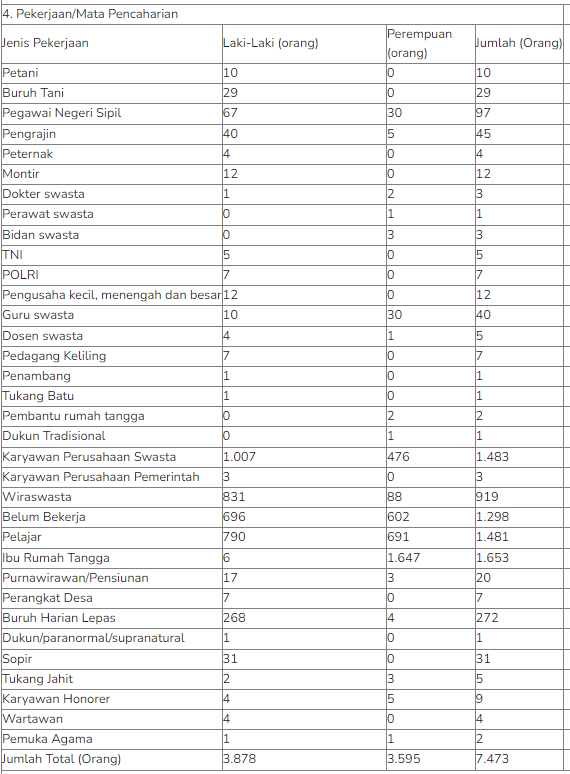 4. Pekerjaan/Mata Pencaharian
Jenis Pekerjaan Laki-Laki (orang) Perempuan (orang) Jumlah (Orang)
Petani 10 0 10
Buruh Tani 29 0 29
Pegawai Negeri Sipil 67 30 97
Pengrajin 40 5 45
Peternak 4 0 4
Montir 12 0 12
Dokter swasta 1 2 3
Perawat swasta 0 1 1
Bidan swasta 0 3 3
TNI 5 0 5
POLRI 7 0 7
Pengusaha kecil, menengah dan besar 12 0 12
Guru swasta 10 30 40
Dosen swasta 4 1 5
Pedagang Keliling 7 0 7
Penambang 1 0 1
Tukang Batu 1 0 1
Pembantu rumah tangga 0 2 2
Dukun Tradisional 0 1 1
Karyawan Perusahaan Swasta 1.007 476 1.483
Karyawan Perusahaan Pemerintah 3 0 3
Wiraswasta 831 88 919
Belum Bekerja 696 602 1.298
Pelajar 790 691 1.481
Ibu Rumah Tangga 6 1.647 1.653
Purnawirawan/Pensiunan 17 3 20
Perangkat Desa 7 0 7
Buruh Harian Lepas 268 4 272
Dukun/paranormal/supranatural 1 0 1
Sopir 31 0 31
Tukang Jahit 2 3 5
Karyawan Honorer 4 5 9
Wartawan 4 0 4
Pemuka Agama 1 1 2
Jumlah Total (Orang) 3.878 3.595 7.473